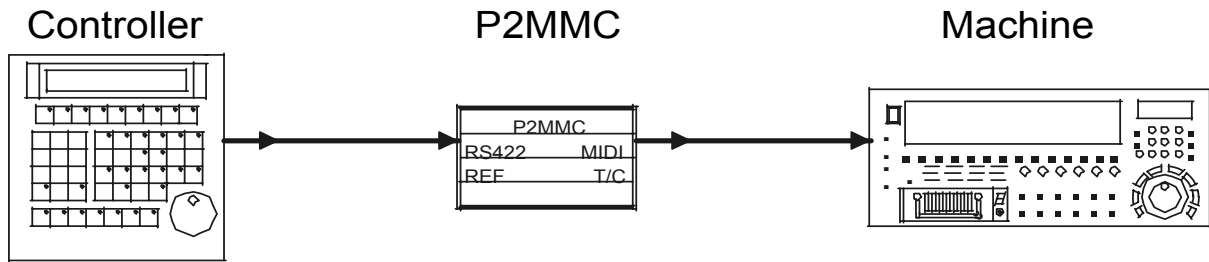 Controller P2MMC Machine
P2MMC
RS422 MIDI
REF T/C